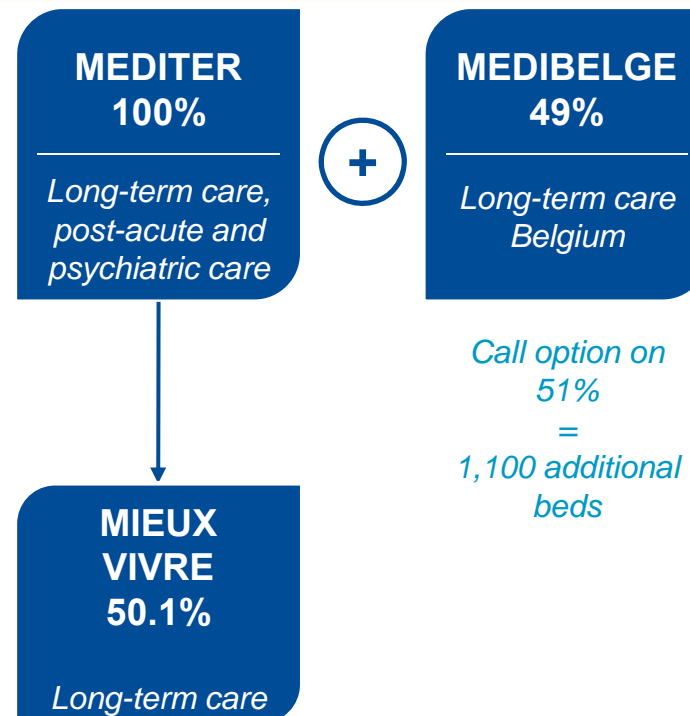 MEDITER
100%
Long-term care,
post-acute and
psychiatric care
+
MEDIBELGE
49%
Long-term care
Belgium
Call option on
51%
=
1,100 additional
beds
MIEUX
VIVRE
50.1%
Long-term care